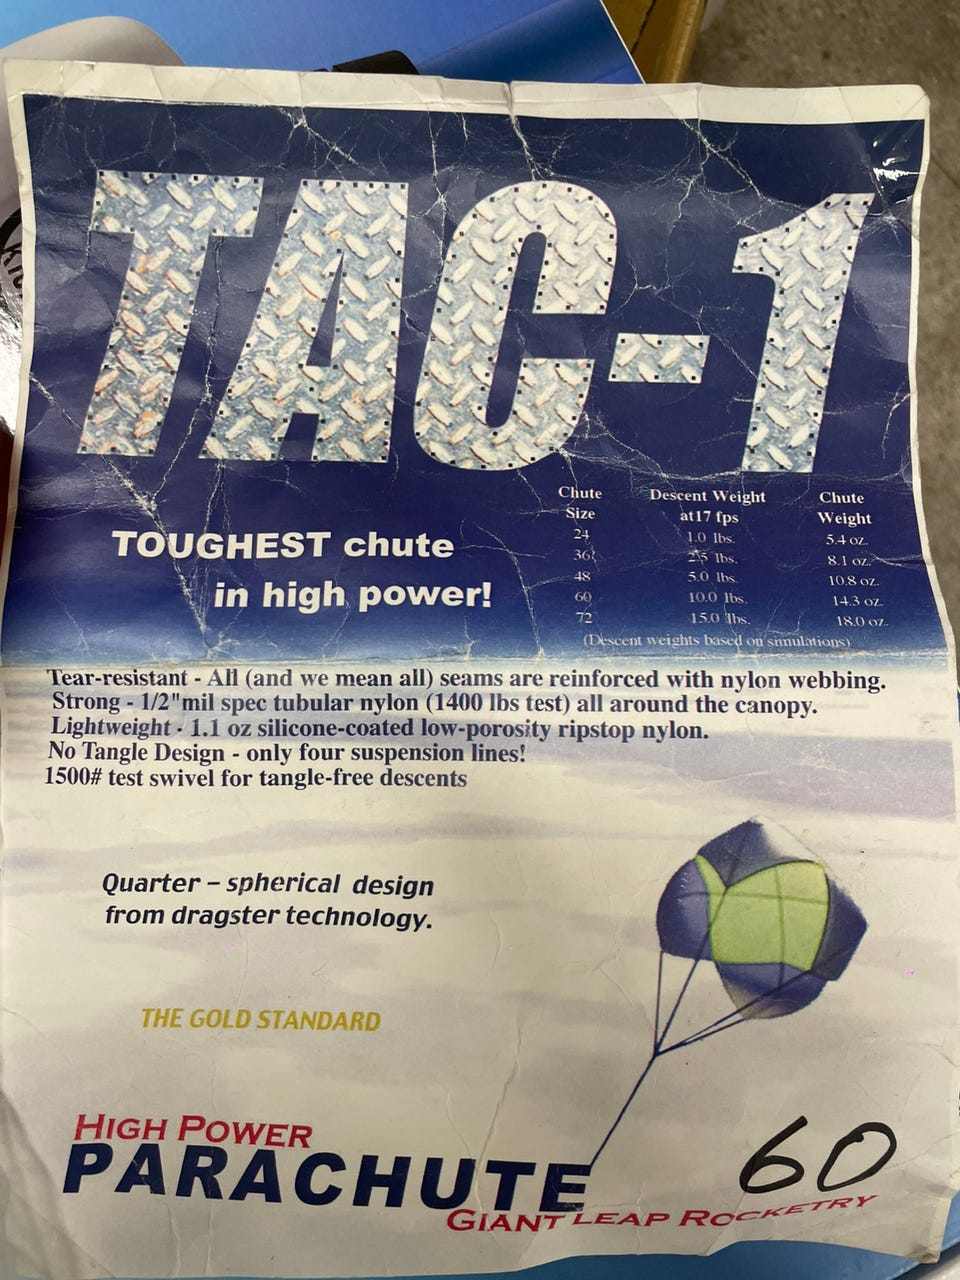 TAC-1
Chute Size Descent Weight at17 fps Chute Weight
24 1.0 lbs. 5.4 oz.
36 2.5 lbs. 8.1 oz.
48 5.0 lbs. 10.8 oz.
60 10.0 lbs. 14.3 oz.
72 15.0 lbs. 18.0 oz.
(Descent weights based on simulations)
TOUGHEST chute
in high power!
Tear-resistant - All (and we mean all) seams are reinforced with nylon webbing.
Strong - 1/2"mil spec tubular nylon (1400 lbs test) all around the canopy.
Lightweight - 1.1 oz silicone-coated low-porosity ripstop nylon.
No Tangle Design - only four suspension lines!
1500# test swivel for tangle-free descents
Quarter – spherical design
from dragster technology.
THE GOLD STANDARD
HIGH POWER
PARACHUTE
60
GIANT LEAP ROCKETRY